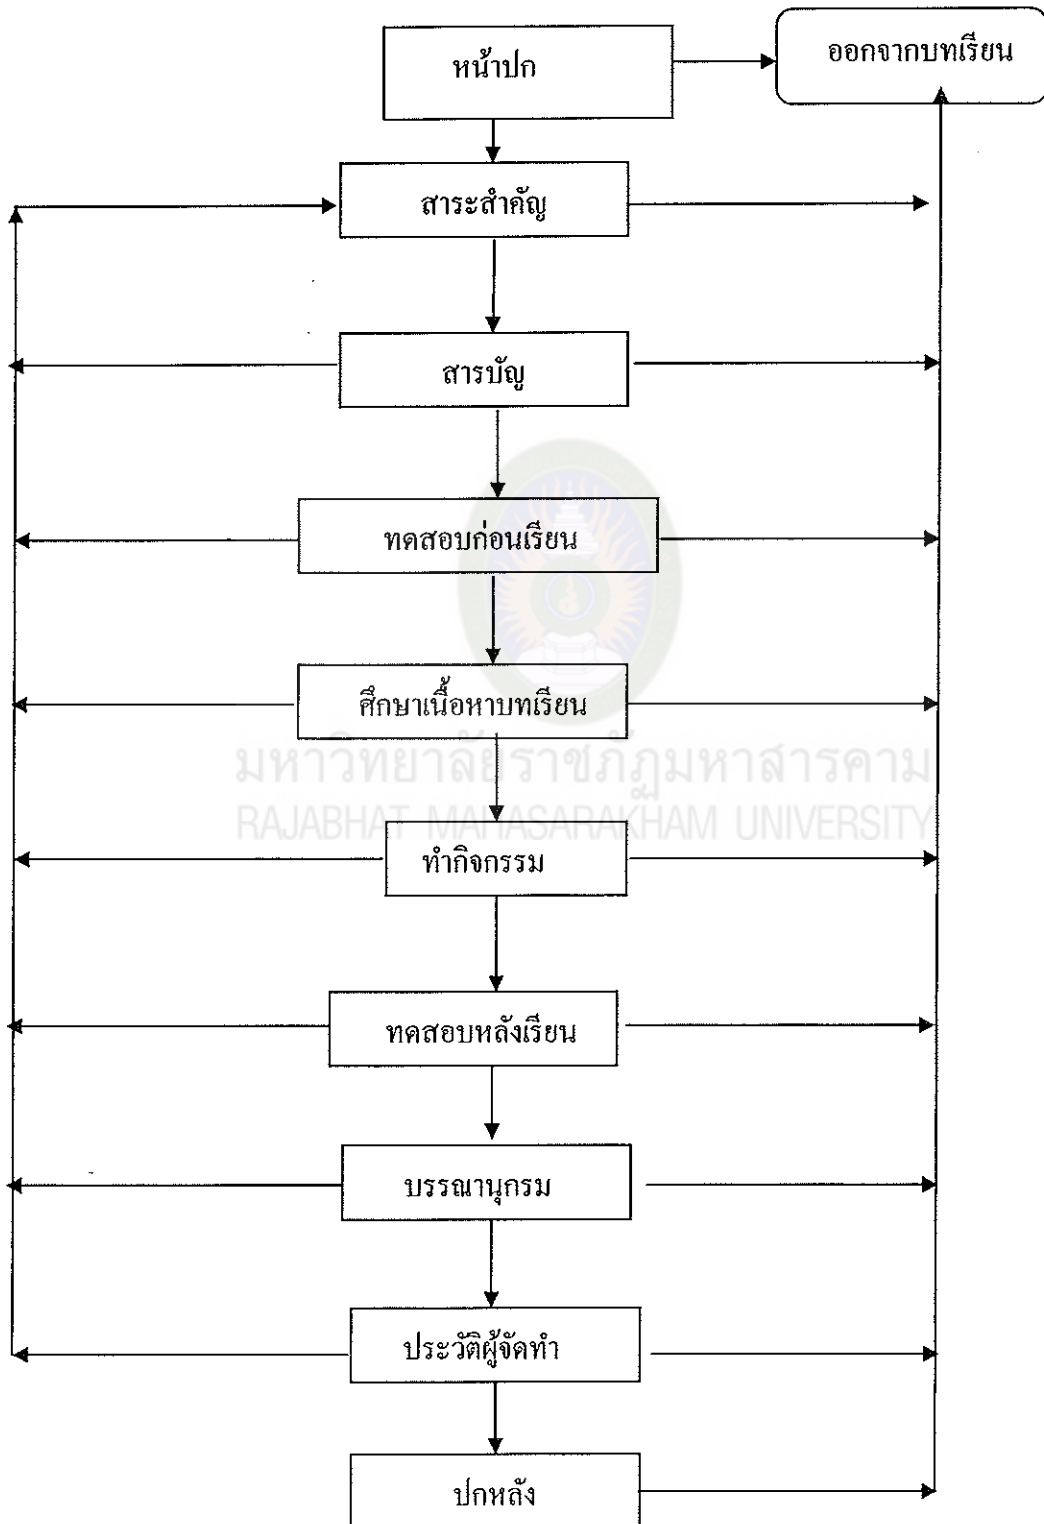 หน้าปก
ออกจากบทเรียน
สาระสำคัญ
สารบัญ
ทดสอบก่อนเรียน
ศึกษาเนื้อหาบทเรียน
มหาวิทยาลัยราชภัฏมหาสารคาม
RAJABHAT MAHASARAKHAM UNIVERSITY
ทำกิจกรรม
ทดสอบหลังเรียน
บรรณานุกรม
ประวัติผู้จัดทำ
ปกหลัง